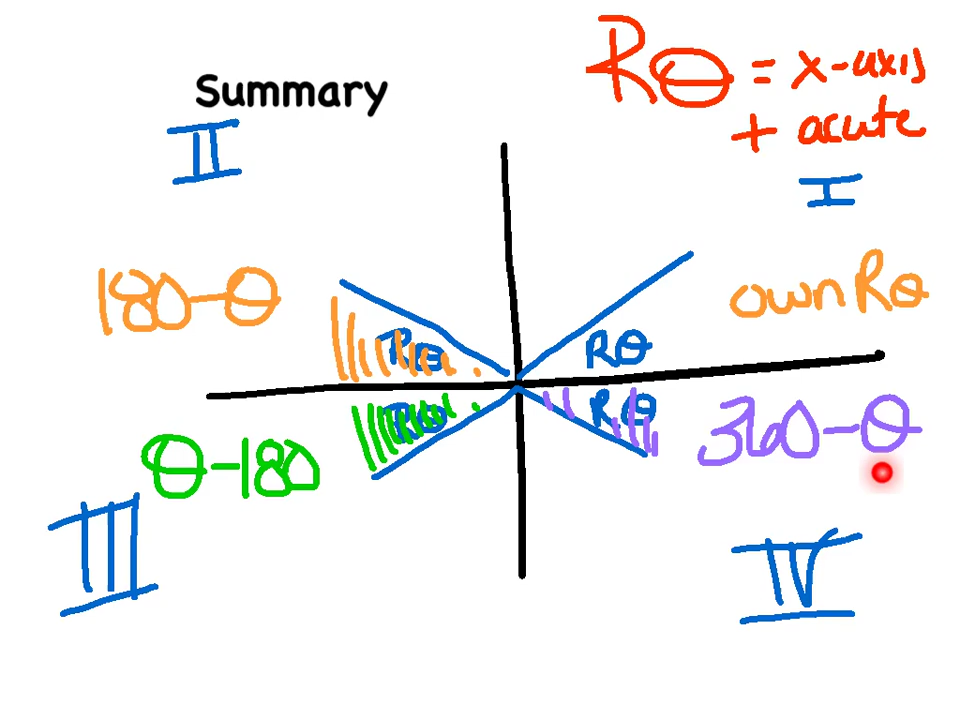 Summary
Rθ = x-axis
+ acute
II
I
180-θ
own Rθ
Rθ
Rθ
Rθ
Rθ
θ-180
360-θ
III
IV